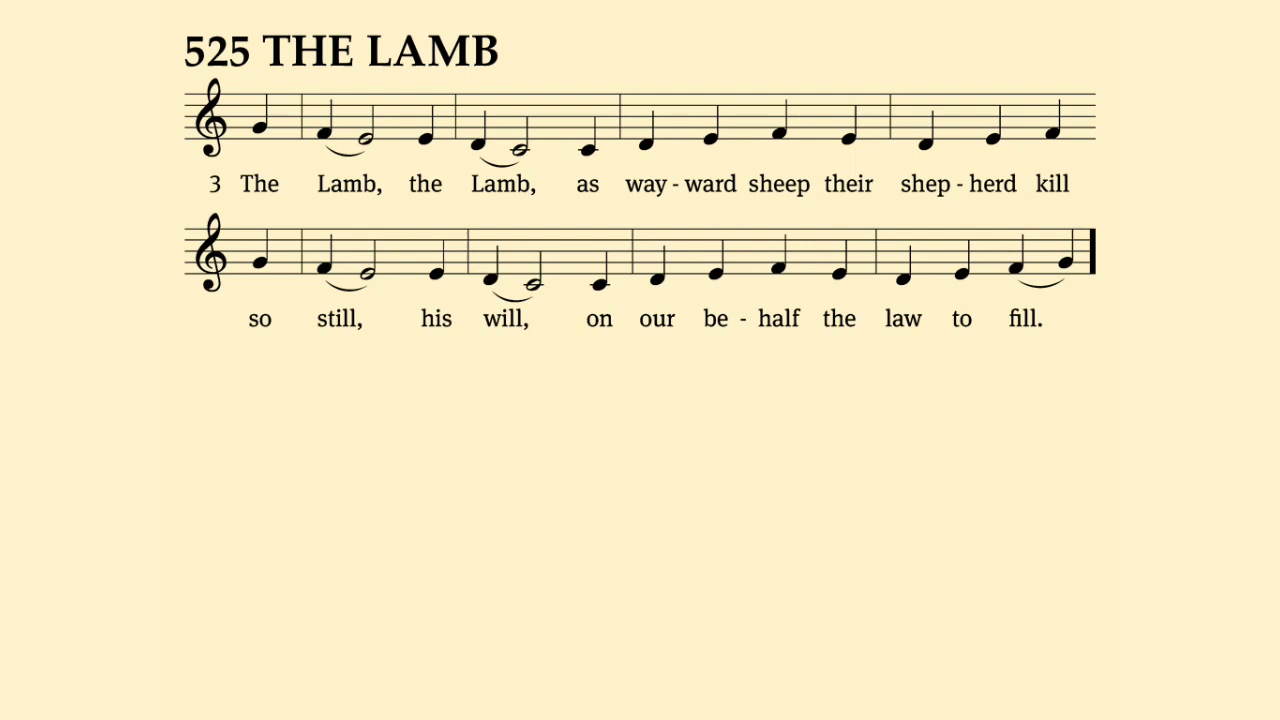 525 THE LAMB
3 The Lamb, the Lamb, as way - ward sheep their shep - herd kill
so still, his will, on our be - half the law to fill.